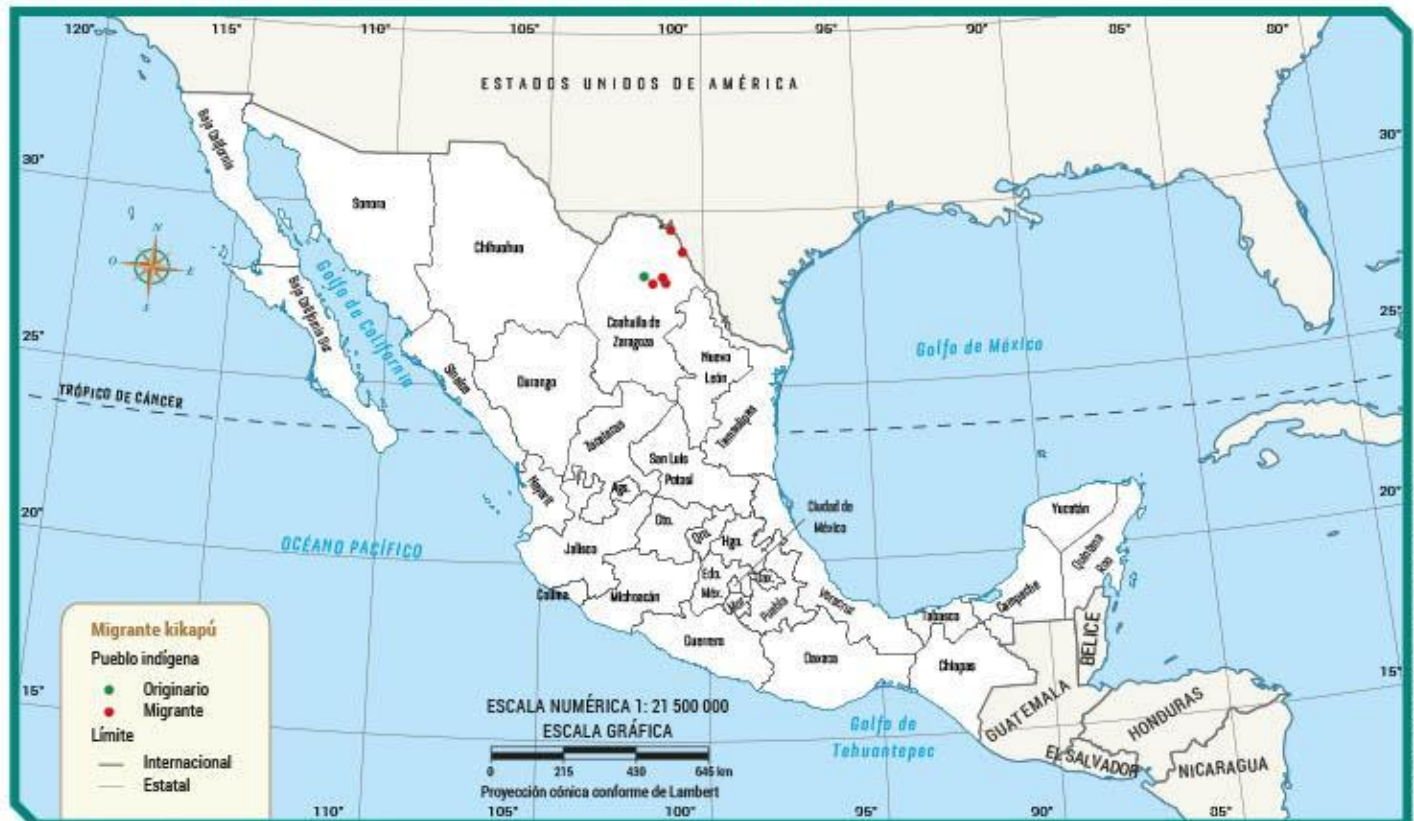 120°
115°
110°
105°
100°
95°
90°
85°
80°
ESTADOS UNIDOS DE AMÉRICA
Baja California
30°
30°
Sonora
Chihuahua
N
O
E
S
Golfo de California
Baja California Sur
Coahuila de
Zaragoza
25°
25°
Nuevo
León
Golfo de México
Durango
Sinaloa
TRÓPICO DE CÁNCER
Zacatecas
Tamaulipas
San Luis
Potosí
Nayarit
Ags.
20°
20°
Ciudad de
México
Yucatán
Gto.
Qro.
Hgo.
OCÉANO PACÍFICO
Jalisco
Quintana
Roo
Edo.
Méx.
Tlax.
Colima
Michoacán
Mor.
Puebla
Veracruz
Tabasco
Campeche
Guerrero
Oaxaca
Chiapas
BELICE
15°
15°
GUATEMALA
HONDURAS
EL SALVADOR
NICARAGUA
Golfo de
Tehuantepec
Migrante kikapú
Pueblo indígena
Originario
Migrante
Límite
Internacional
Estatal
ESCALA NUMÉRICA 1: 21 500 000
ESCALA GRÁFICA
0 215 430 645 km
Proyección cónica conforme de Lambert
110°
105°
100°
95°
90°
85°